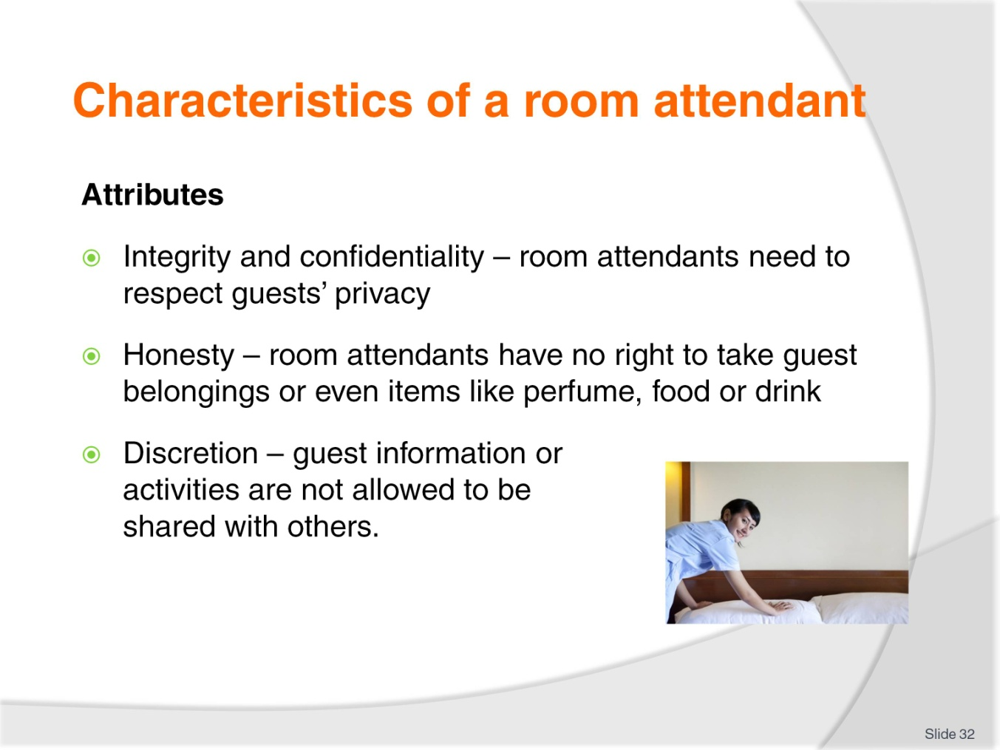 Characteristics of a room attendant
Attributes
Integrity and confidentiality – room attendants need to
respect guests’ privacy
Honesty – room attendants have no right to take guest
belongings or even items like perfume, food or drink
Discretion – guest information or
activities are not allowed to be
shared with others.
Slide 32